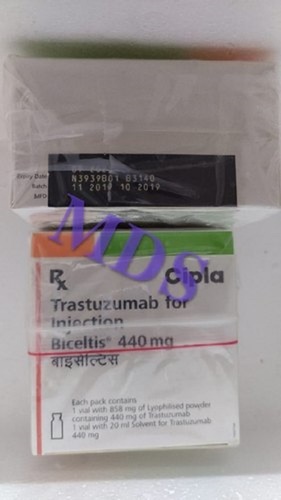 N3939B01 B3140
11 2019 10 2019
MDS
Rx Cipla
Trastuzumab for
Injection
Biceltis® 440 mg
बाइसेल्टिस
Each pack contains
1 vial with 858 mg of Lyophilised powder
containing 440 mg of Trastuzumab
1 vial with 20 ml Solvent for Trastuzumab
440 mg